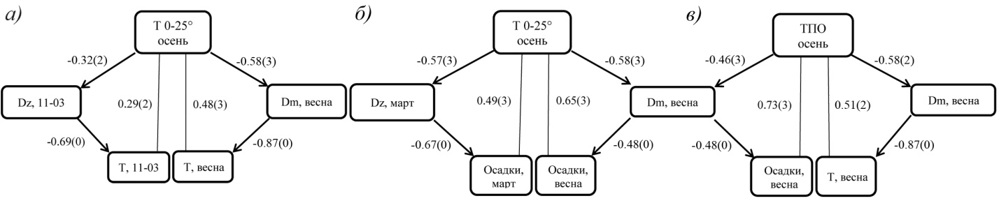 а)
T 0-25°
осень
-0.32(2)
-0.58(3)
Dz, 11-03
0.29(2)
0.48(3)
Dm, весна
-0.69(0)
-0.87(0)
T, 11-03
T, весна
б)
T 0-25°
осень
-0.57(3)
-0.58(3)
Dz, март
0.49(3)
0.65(3)
Dm, весна
-0.67(0)
-0.48(0)
Осадки,
март
Осадки,
весна
в)
ТПО
осень
-0.46(3)
-0.58(2)
0.73(3)
0.51(2)
Dm, весна
-0.48(0)
-0.87(0)
Осадки,
весна
T, весна